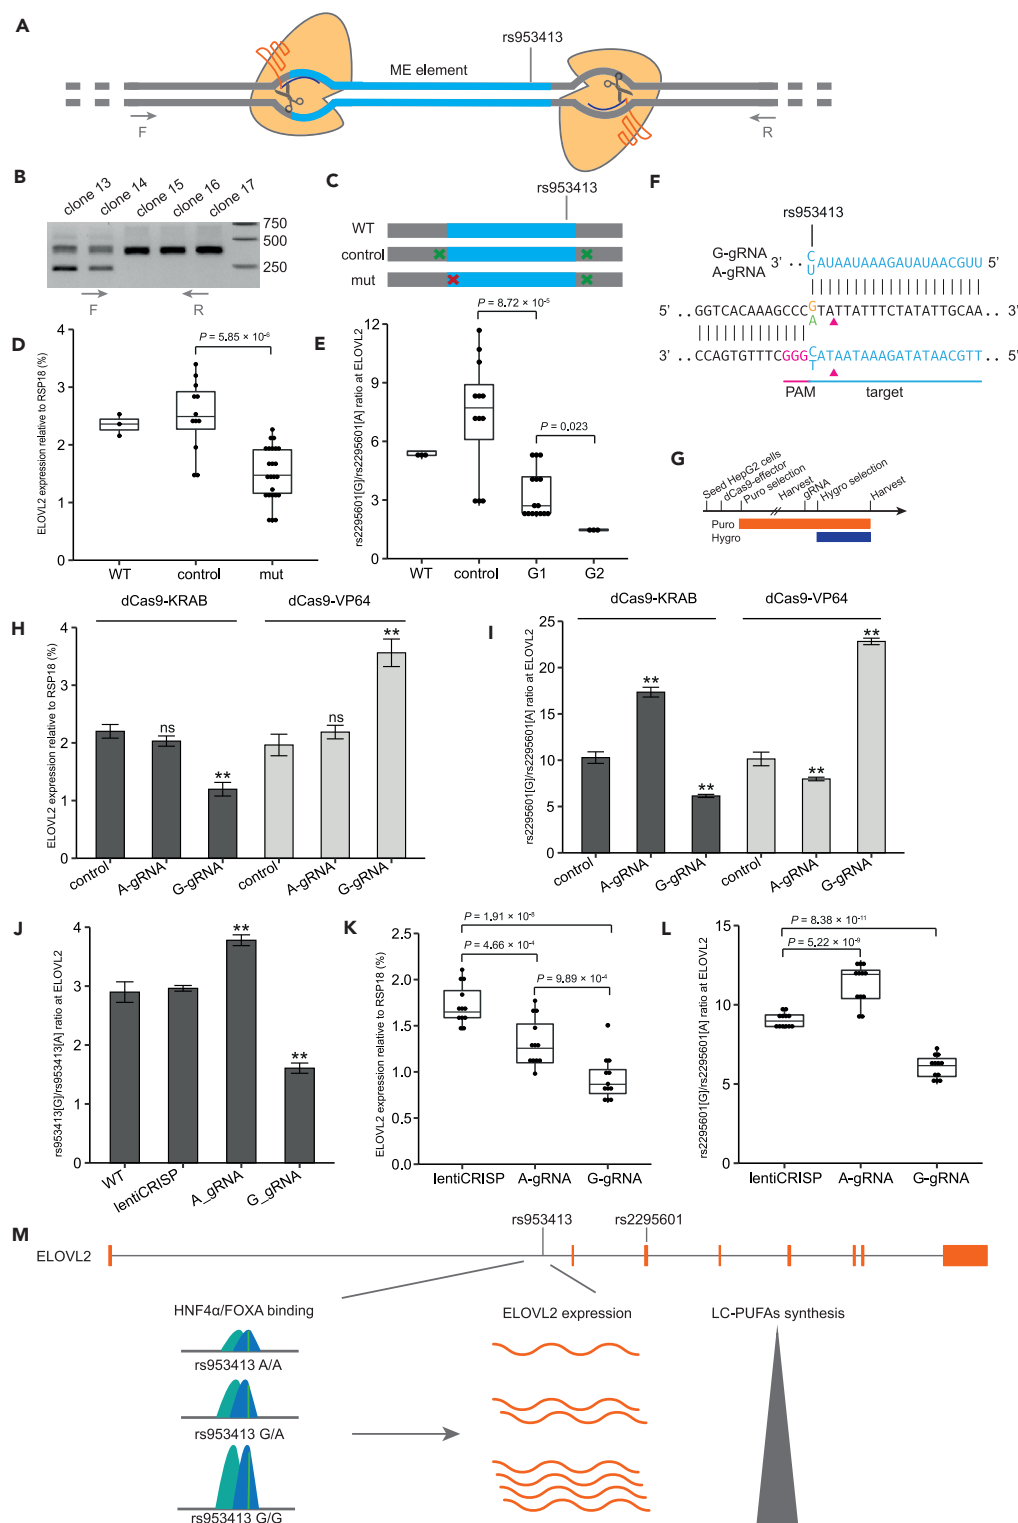 A
rs953413
ME element
F
R
B
clone 13
clone 14
clone 15
clone 16
clone 17
750
500
250
F
R
C
rs953413
WT
control
mut
D
ELOVL2 expression relative to RSP18 (%)
4
3
2
1
0
P = 5.85 × 10⁻⁶
WT
control
mut
E
rs2295601[G]/rs2295601[A] ratio at ELOVL2
12
9
6
3
0
P = 8.72 × 10⁻⁵
P = 0.023
WT
control
G1
G2
F
rs953413
G-gRNA
A-gRNA
3' ..
C
U
AUAAUAAAGAUAUAACGUU 5'
5' ..GGTCACAAAGCCC
G
A
TATTATTTCTATATTGCAA.. 3'
3' ..CCAGTGTTTCGGG
C
T
ATAATAAAGATATAACGTT.. 5'
PAM
target
G
Seed HepG2 cells
dCas9-effector
Puro selection
Harvest
gRNA
Hygro selection
Harvest
Puro
Hygro
H
dCas9-KRAB
dCas9-VP64
ELOVL2 expression relative to RSP18 (%)
4
3
2
1
0
ns
**
ns
**
control
A-gRNA
G-gRNA
control
A-gRNA
G-gRNA
I
dCas9-KRAB
dCas9-VP64
rs2295601[G]/rs2295601[A] ratio at ELOVL2
25
20
15
10
5
0
**
**
**
**
control
A-gRNA
G-gRNA
control
A-gRNA
G-gRNA
J
rs953413[G]/rs953413[A] ratio at ELOVL2
4
3
2
1
0
**
**
WT
lentiCRISP
A_gRNA
G_gRNA
K
ELOVL2 expression relative to RSP18 (%)
2.5
2.0
1.5
1.0
0.5
0.0
P = 1.91 × 10⁻⁸
P = 4.66 × 10⁻⁴
P = 9.89 × 10⁻⁴
lentiCRISP
A-gRNA
G-gRNA
L
rs2295601[G]/rs2295601[A] ratio at ELOVL2
15
10
5
0
P = 8.38 × 10⁻¹¹
P = 5.22 × 10⁻⁹
lentiCRISP
A-gRNA
G-gRNA
M
rs953413
rs2295601
ELOVL2
HNF4α/FOXA binding
ELOVL2 expression
LC-PUFAs synthesis
rs953413 A/A
rs953413 G/A
rs953413 G/G